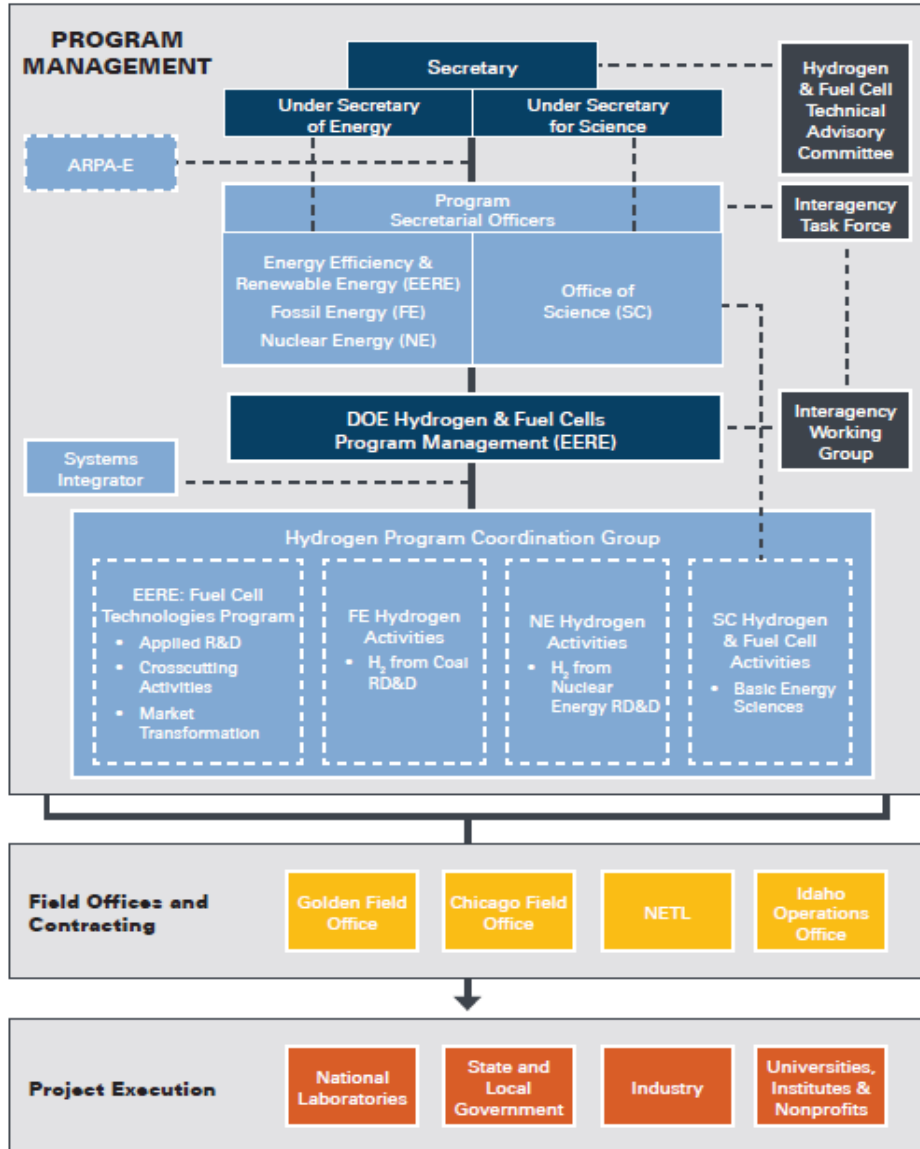 PROGRAM
MANAGEMENT
Secretary
Under Secretary
of Energy
Under Secretary
for Science
Hydrogen
& Fuel Cell
Technical
Advisory
Committee
ARPA-E
Program
Secretarial Officers
Interagency
Task Force
Energy Efficiency &
Renewable Energy (EERE)
Fossil Energy (FE)
Nuclear Energy (NE)
Office of
Science (SC)
DOE Hydrogen & Fuel Cells
Program Management (EERE)
Interagency
Working
Group
Systems
Integrator
Hydrogen Program Coordination Group
EERE: Fuel Cell
Technologies Program
• Applied R&D
• Crosscutting
Activities
• Market
Transformation
FE Hydrogen
Activities
• H₂ from Coal
RD&D
NE Hydrogen
Activities
• H₂ from
Nuclear
Energy RD&D
SC Hydrogen
& Fuel Cell
Activities
• Basic Energy
Sciences
Field Offices and
Contracting
Golden Field
Office
Chicago Field
Office
NETL
Idaho
Operations
Office
Project Execution
National
Laboratories
State and
Local
Government
Industry
Universities,
Institutes &
Nonprofits